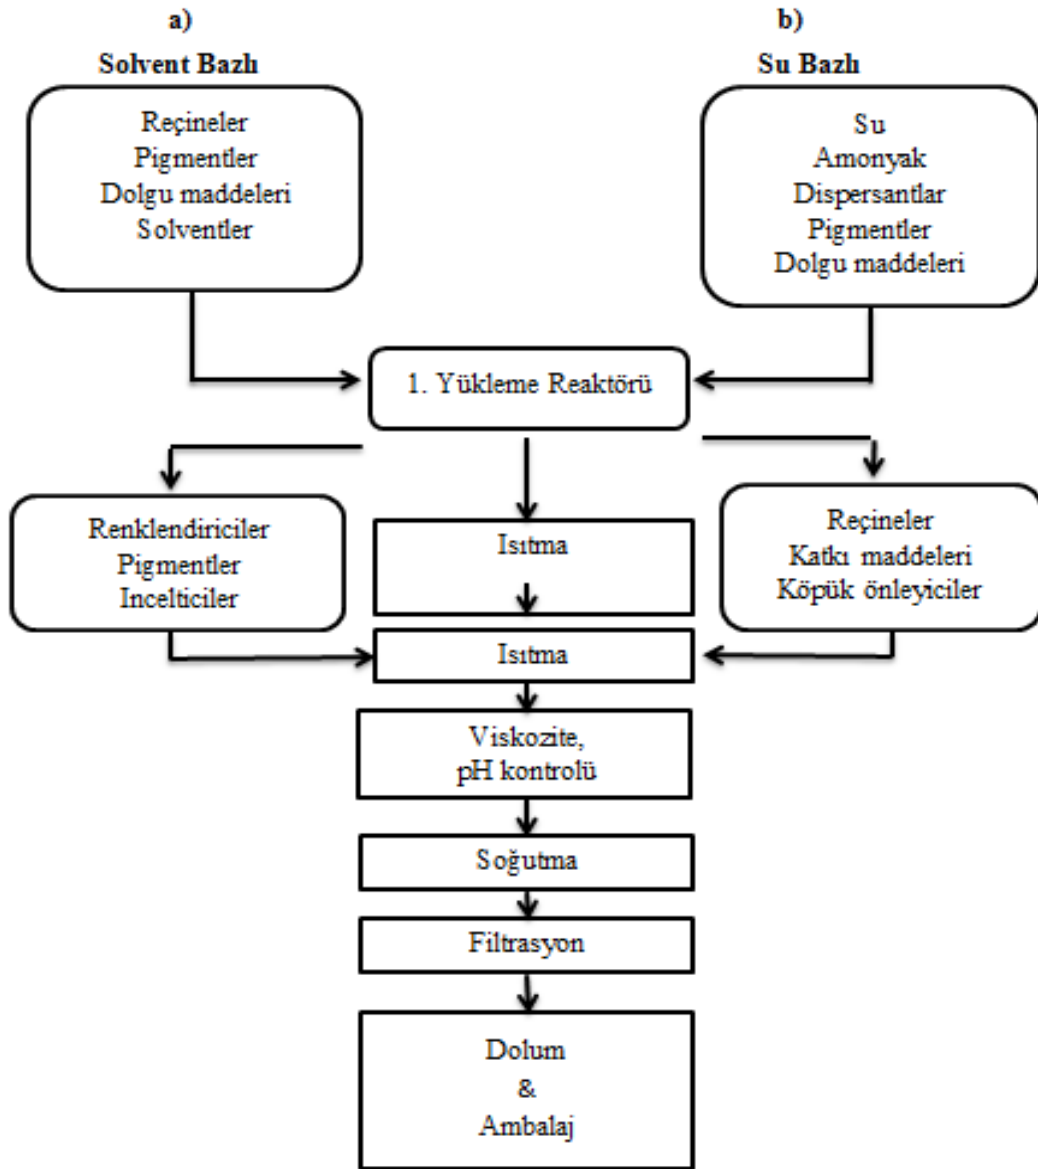 a)
Solvent Bazlı
Reçineler
Pigmentler
Dolgu maddeleri
Solventler
b)
Su Bazlı
Su
Amonyak
Dispersantlar
Pigmentler
Dolgu maddeleri
1. Yükleme Reaktörü
Renklendiriciler
Pigmentler
Incelticiler
Isıtma
Reçineler
Katkı maddeleri
Köpük önleyiciler
Isıtma
Viskozite,
pH kontrolü
Soğutma
Filtrasyon
Dolum
&
Ambalaj